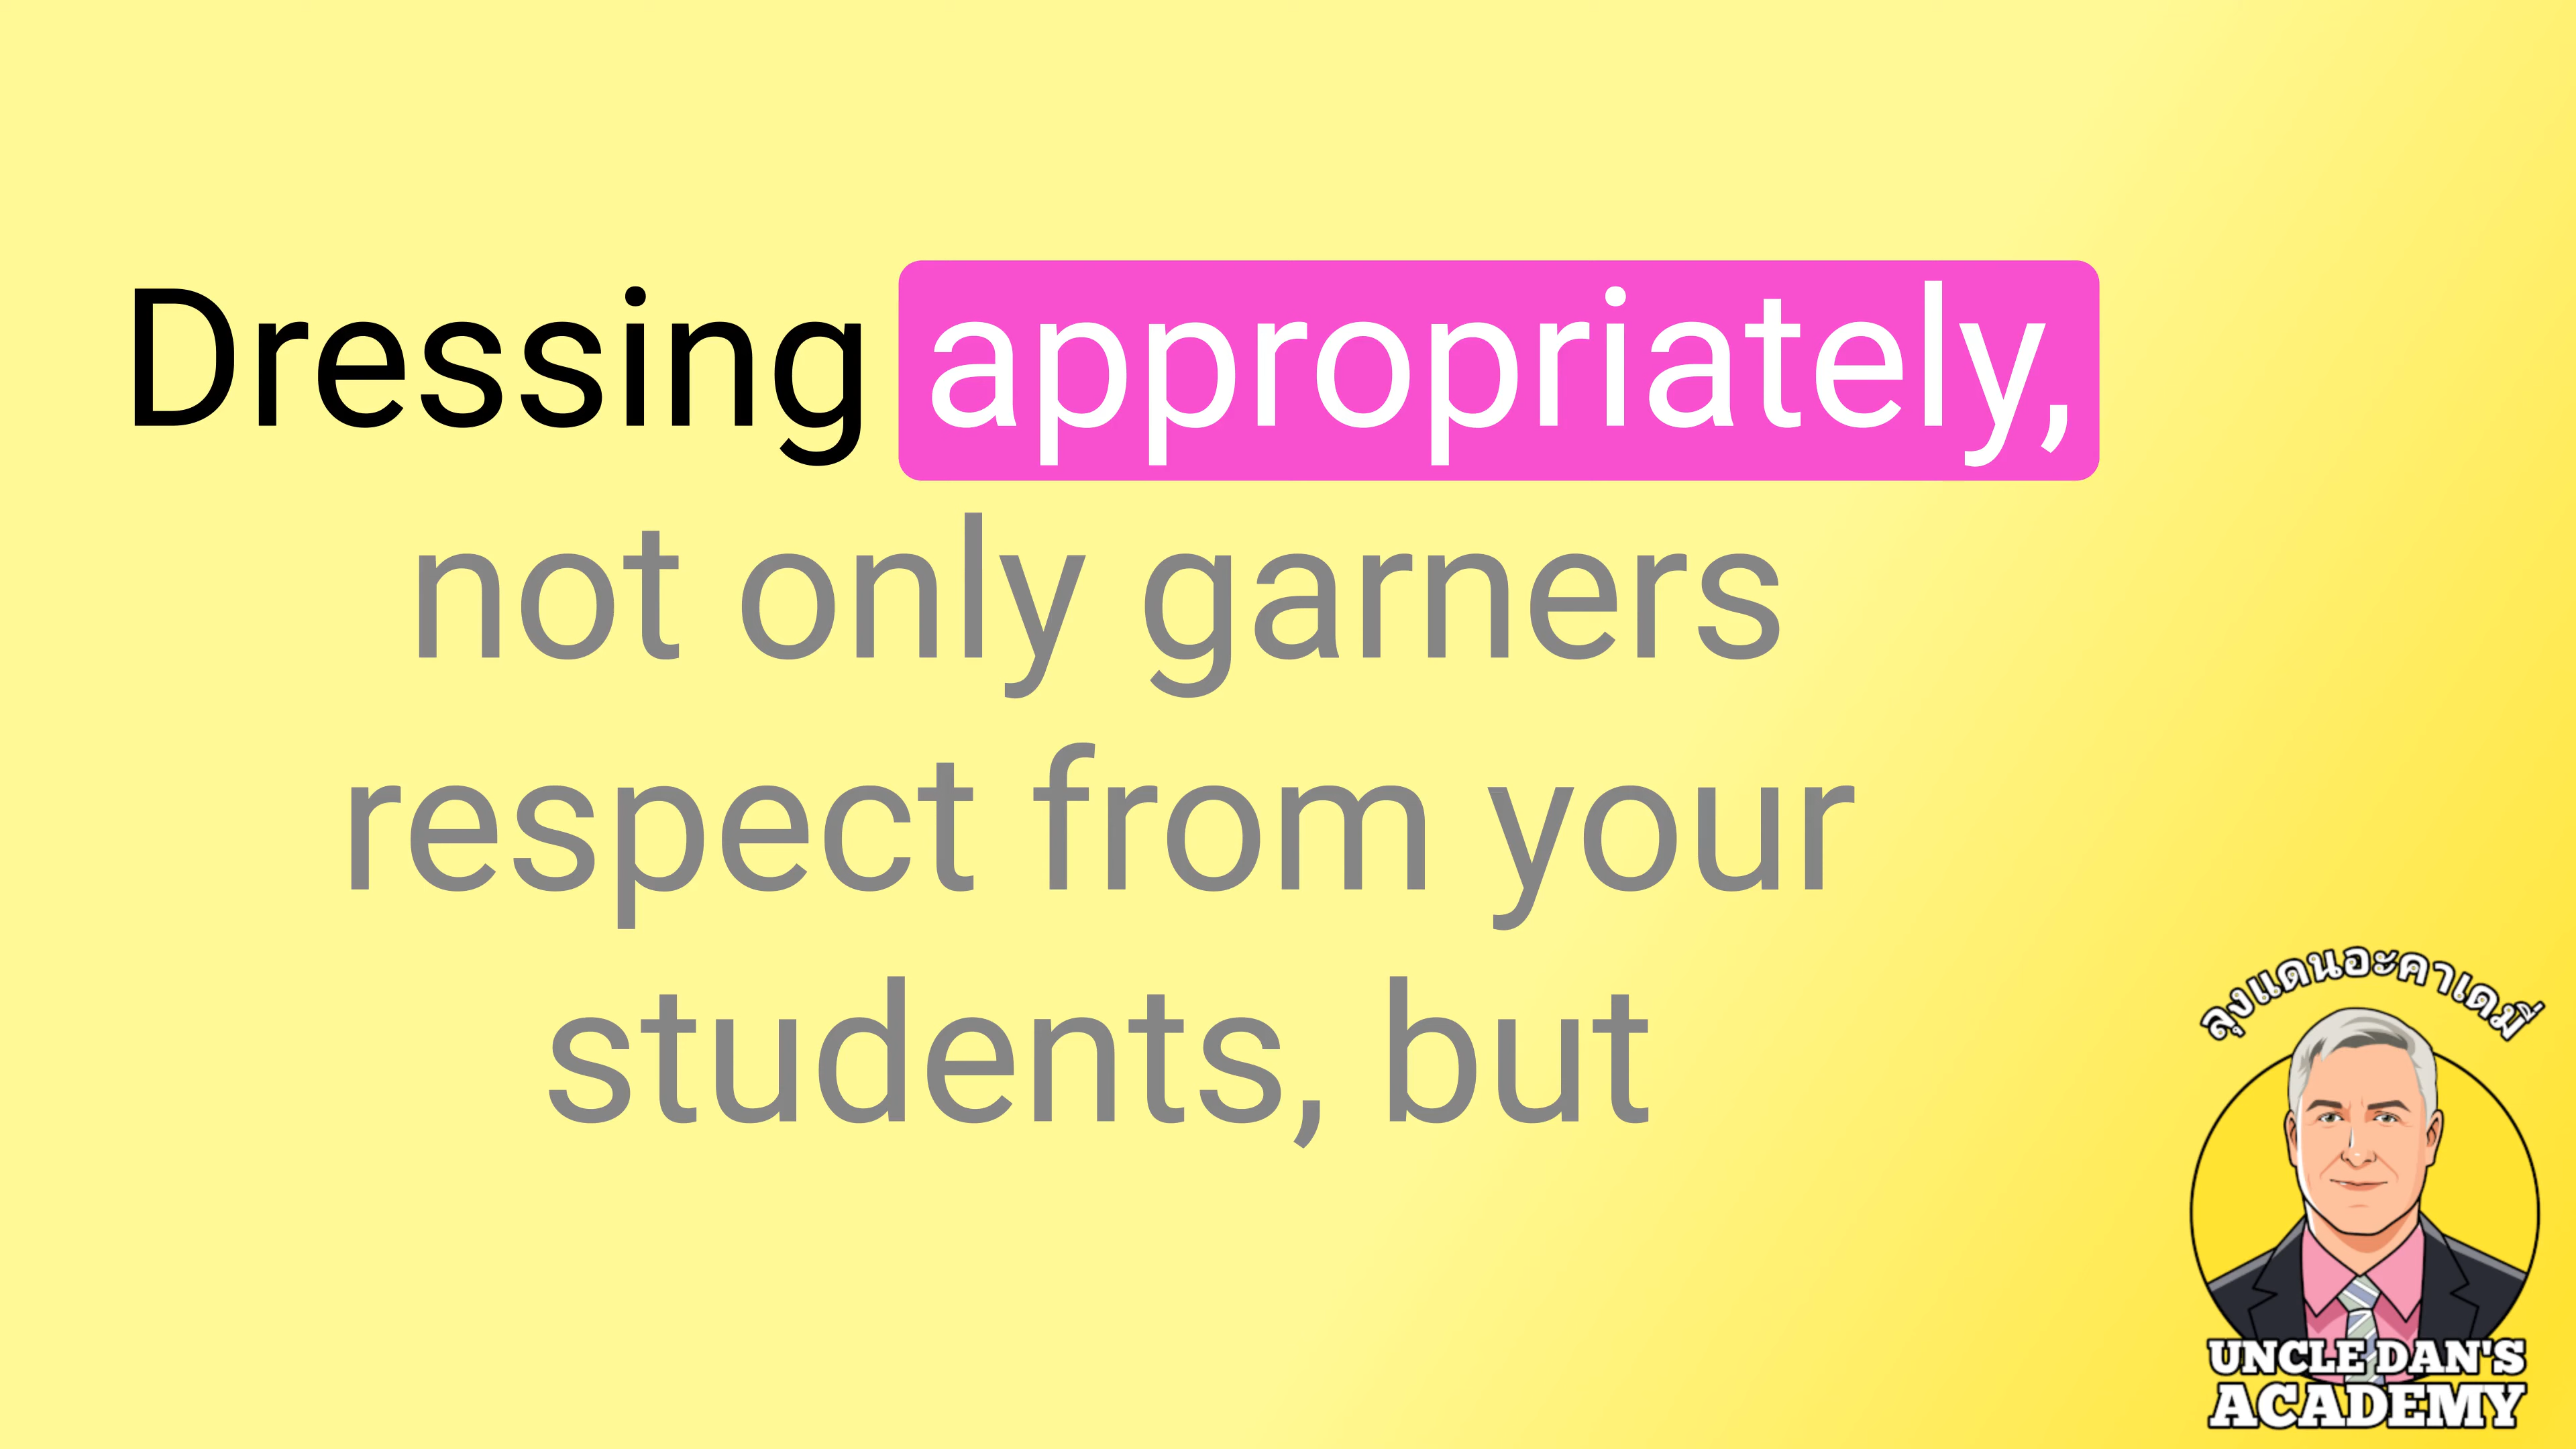 Dressing appropriately,
not only garners
respect from your
students, but
ลุงแดนอะคาเดมี่
UNCLE DAN'S
ACADEMY